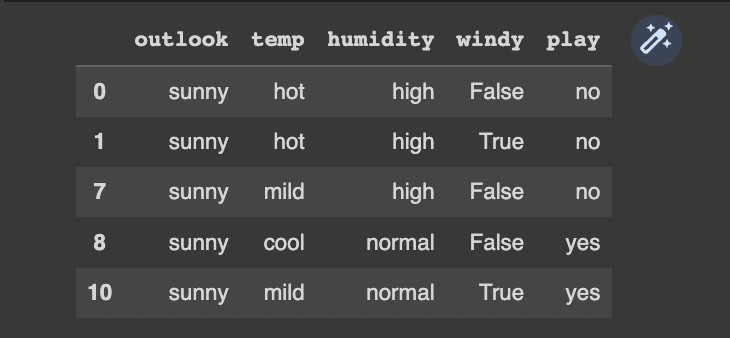 outlook temp humidity windy play
0 sunny hot high False no
1 sunny hot high True no
7 sunny mild high False no
8 sunny cool normal False yes
10 sunny mild normal True yes